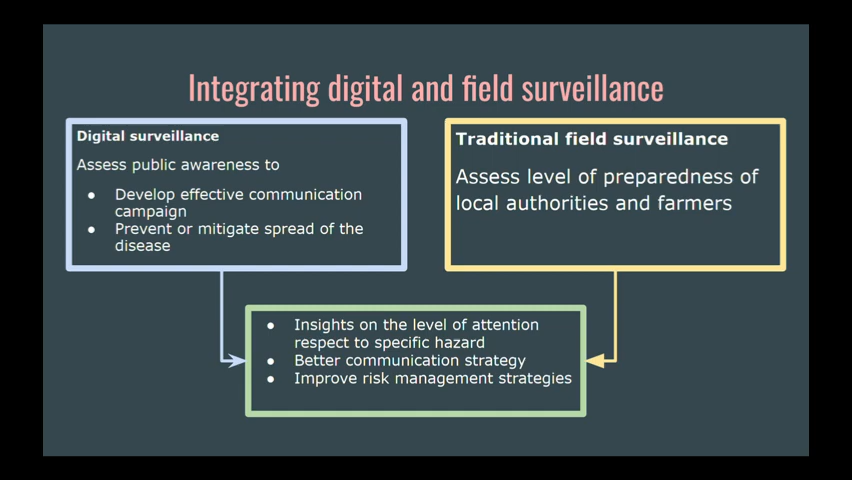 Integrating digital and field surveillance
Digital surveillance
Assess public awareness to
● Develop effective communication
campaign
● Prevent or mitigate spread of the
disease
Traditional field surveillance
Assess level of preparedness of
local authorities and farmers
● Insights on the level of attention
respect to specific hazard
● Better communication strategy
● Improve risk management strategies